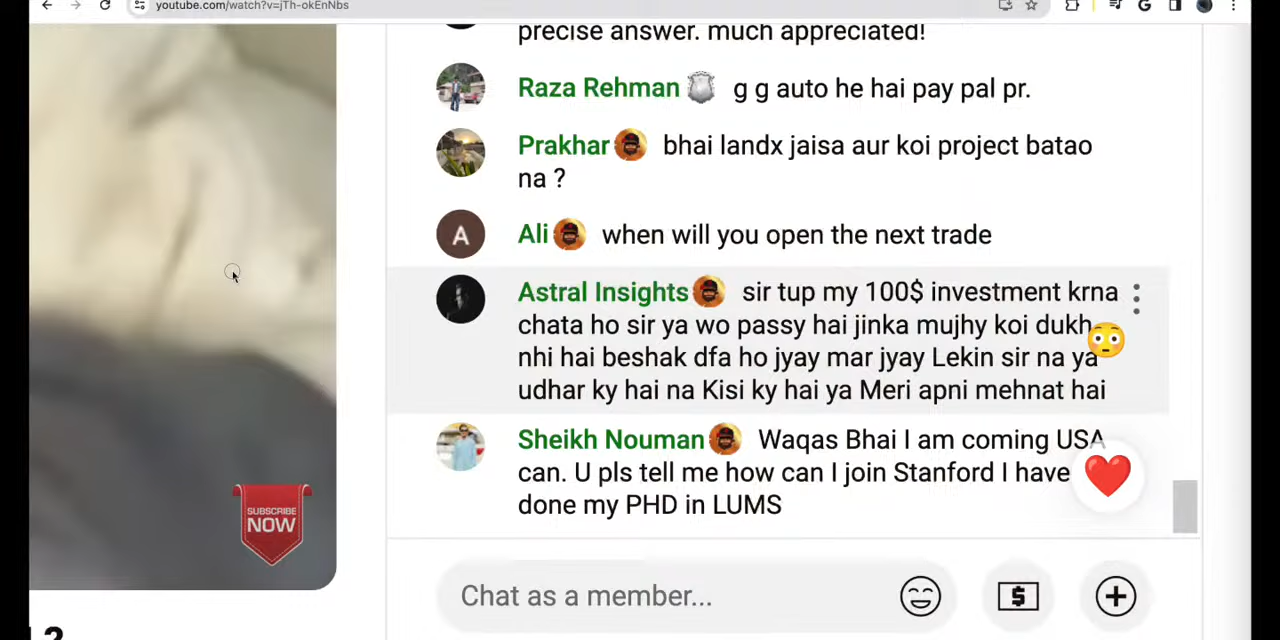 youtube.com/watch?v=jTh-okEnNbs
precise answer. much appreciated!
Raza Rehman g g auto he hai pay pal pr.
Prakhar bhai landx jaisa aur koi project batao
na ?
A Ali when will you open the next trade
Astral Insights sir tup my 100$ investment krna
chata ho sir ya wo passy hai jinka mujhy koi dukh
nhi hai beshak dfa ho jyay mar jyay Lekin sir na ya
udhar ky hai na Kisi ky hai ya Meri apni mehnat hai
Sheikh Nouman Waqas Bhai I am coming USA
can. U pls tell me how can I join Stanford I have
done my PHD in LUMS
SUBSCRIBE
NOW
Chat as a member...
$